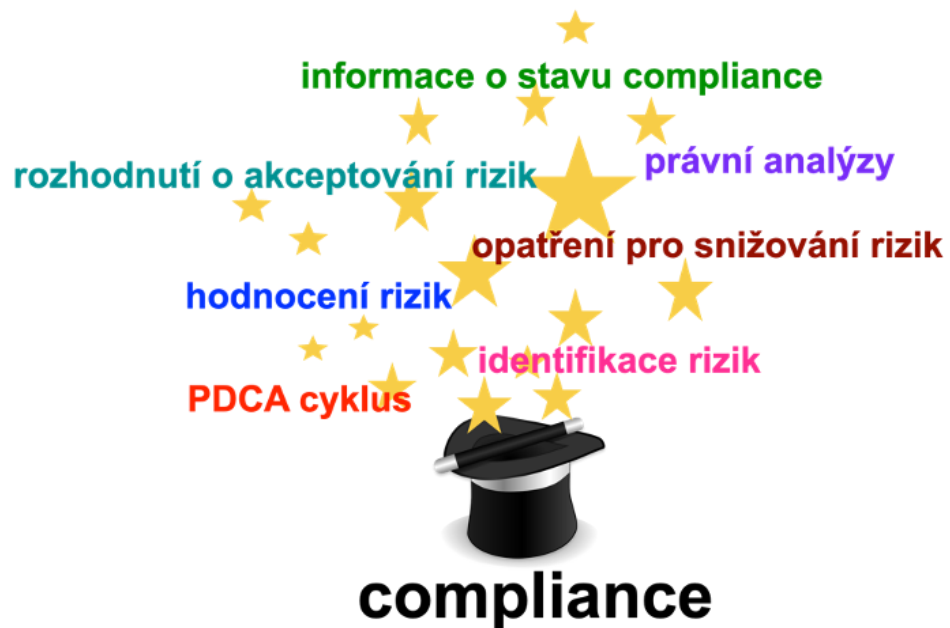 informace o stavu compliance
právní analýzy
rozhodnutí o akceptování rizik
opatření pro snižování rizik
hodnocení rizik
identifikace rizik
PDCA cyklus
compliance